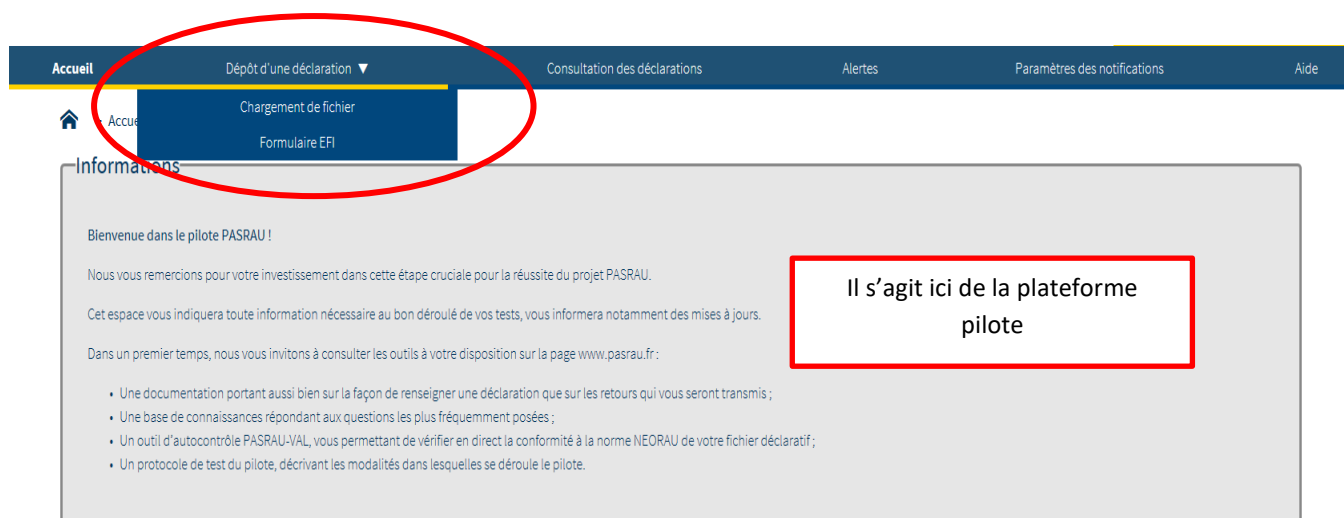 Accueil Dépôt d'une déclaration ▼ Consultation des déclarations Alertes Paramètres des notifications Aide
Chargement de fichier
Accue
Formulaire EFI
Informations
Bienvenue dans le pilote PASRAU !
Nous vous remercions pour votre investissement dans cette étape cruciale pour la réussite du projet PASRAU.
Il s’agit ici de la plateforme
pilote
Cet espace vous indiquera toute information nécessaire au bon déroulé de vos tests, vous informera notamment des mises à jours.
Dans un premier temps, nous vous invitons à consulter les outils à votre disposition sur la page www.pasrau.fr :
• Une documentation portant aussi bien sur la façon de renseigner une déclaration que sur les retours qui vous seront transmis ;
• Une base de connaissances répondant aux questions les plus fréquemment posées ;
• Un outil d'autocontrôle PASRAU-VAL, vous permettant de vérifier en direct la conformité à la norme NEORAU de votre fichier déclaratif ;
• Un protocole de test du pilote, décrivant les modalités dans lesquelles se déroule le pilote.